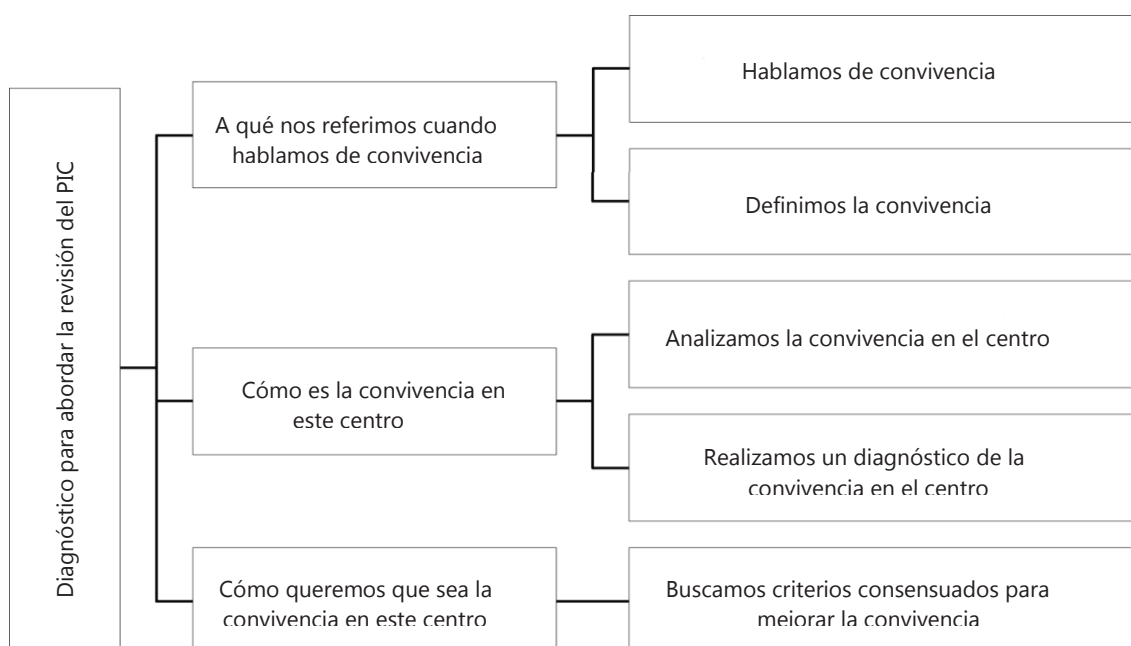 Diagnóstico para abordar la revisión del PIC
A qué nos referimos cuando
hablamos de convivencia
Hablamos de convivencia
Definimos la convivencia
Cómo es la convivencia en
este centro
Analizamos la convivencia en el centro
Realizamos un diagnóstico de la
convivencia en el centro
Cómo queremos que sea la
convivencia en este centro
Buscamos criterios consensuados para
mejorar la convivencia